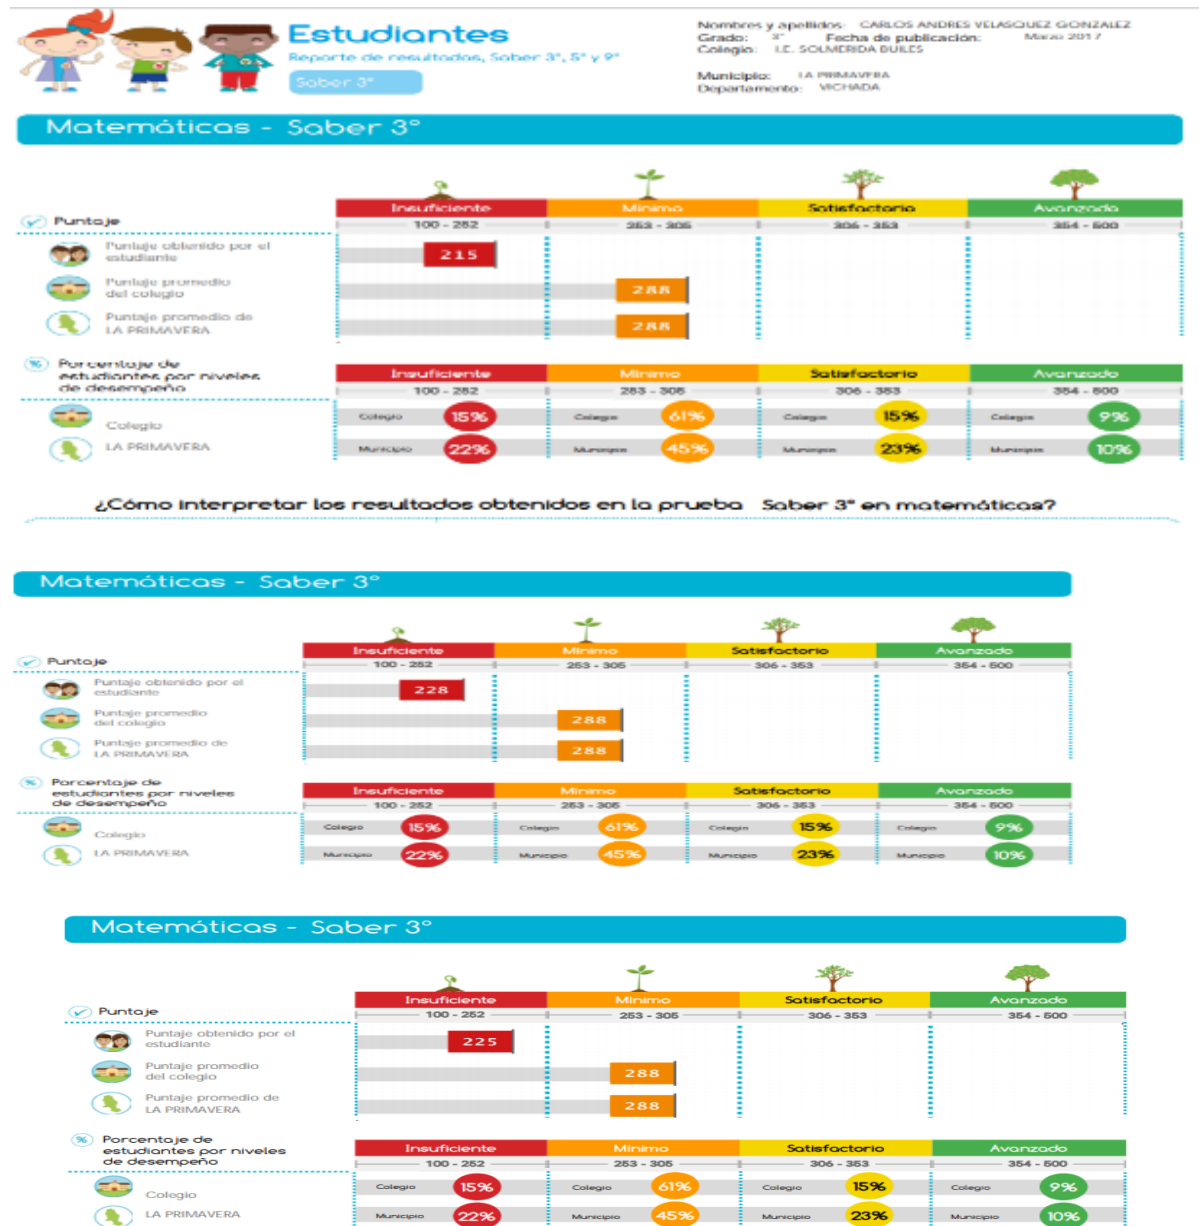 Estudiantes
Reporte de resultados, Saber 3°, 5° y 9°
Saber 3°
Nombres y apellidos: CARLOS ANDRES VELASQUEZ GONZALEZ
Grado: 3° Fecha de publicación: Marzo 2017
Colegio: I.E. SOLMERIDA BUILES
Municipio: LA PRIMAVERA
Departamento: VICHADA
Matemáticas - Saber 3°
Insuficiente Mínimo Satisfactorio Avanzado
Puntaje 100 - 252 253 - 305 306 - 353 354 - 500
Puntaje obtenido por el
estudiante
215
Puntaje promedio
del colegio
288
Puntaje promedio de
LA PRIMAVERA
288
% Porcentaje de
estudiantes por niveles
de desempeño
Insuficiente Mínimo Satisfactorio Avanzado
100 - 252 253 - 305 306 - 353 354 - 500
Colegio Colegio 15% Colegio 61% Colegio 15% Colegio 9%
LA PRIMAVERA Municipio 22% Municipio 45% Municipio 23% Municipio 10%
¿Cómo interpretar los resultados obtenidos en la prueba Saber 3° en matemáticas?
Matemáticas - Saber 3°
Insuficiente Mínimo Satisfactorio Avanzado
Puntaje 100 - 252 253 - 305 306 - 353 354 - 500
Puntaje obtenido por el
estudiante
228
Puntaje promedio
del colegio
288
Puntaje promedio de
LA PRIMAVERA
288
% Porcentaje de
estudiantes por niveles
de desempeño
Insuficiente Mínimo Satisfactorio Avanzado
100 - 252 253 - 305 306 - 353 354 - 500
Colegio Colegio 15% Colegio 61% Colegio 15% Colegio 9%
LA PRIMAVERA Municipio 22% Municipio 45% Municipio 23% Municipio 10%
Matemáticas - Saber 3°
Insuficiente Mínimo Satisfactorio Avanzado
Puntaje 100 - 252 253 - 305 306 - 353 354 - 500
Puntaje obtenido por el
estudiante
225
Puntaje promedio
del colegio
288
Puntaje promedio de
LA PRIMAVERA
288
% Porcentaje de
estudiantes por niveles
de desempeño
Insuficiente Mínimo Satisfactorio Avanzado
100 - 252 253 - 305 306 - 353 354 - 500
Colegio Colegio 15% Colegio 61% Colegio 15% Colegio 9%
LA PRIMAVERA Municipio 22% Municipio 45% Municipio 23% Municipio 10%